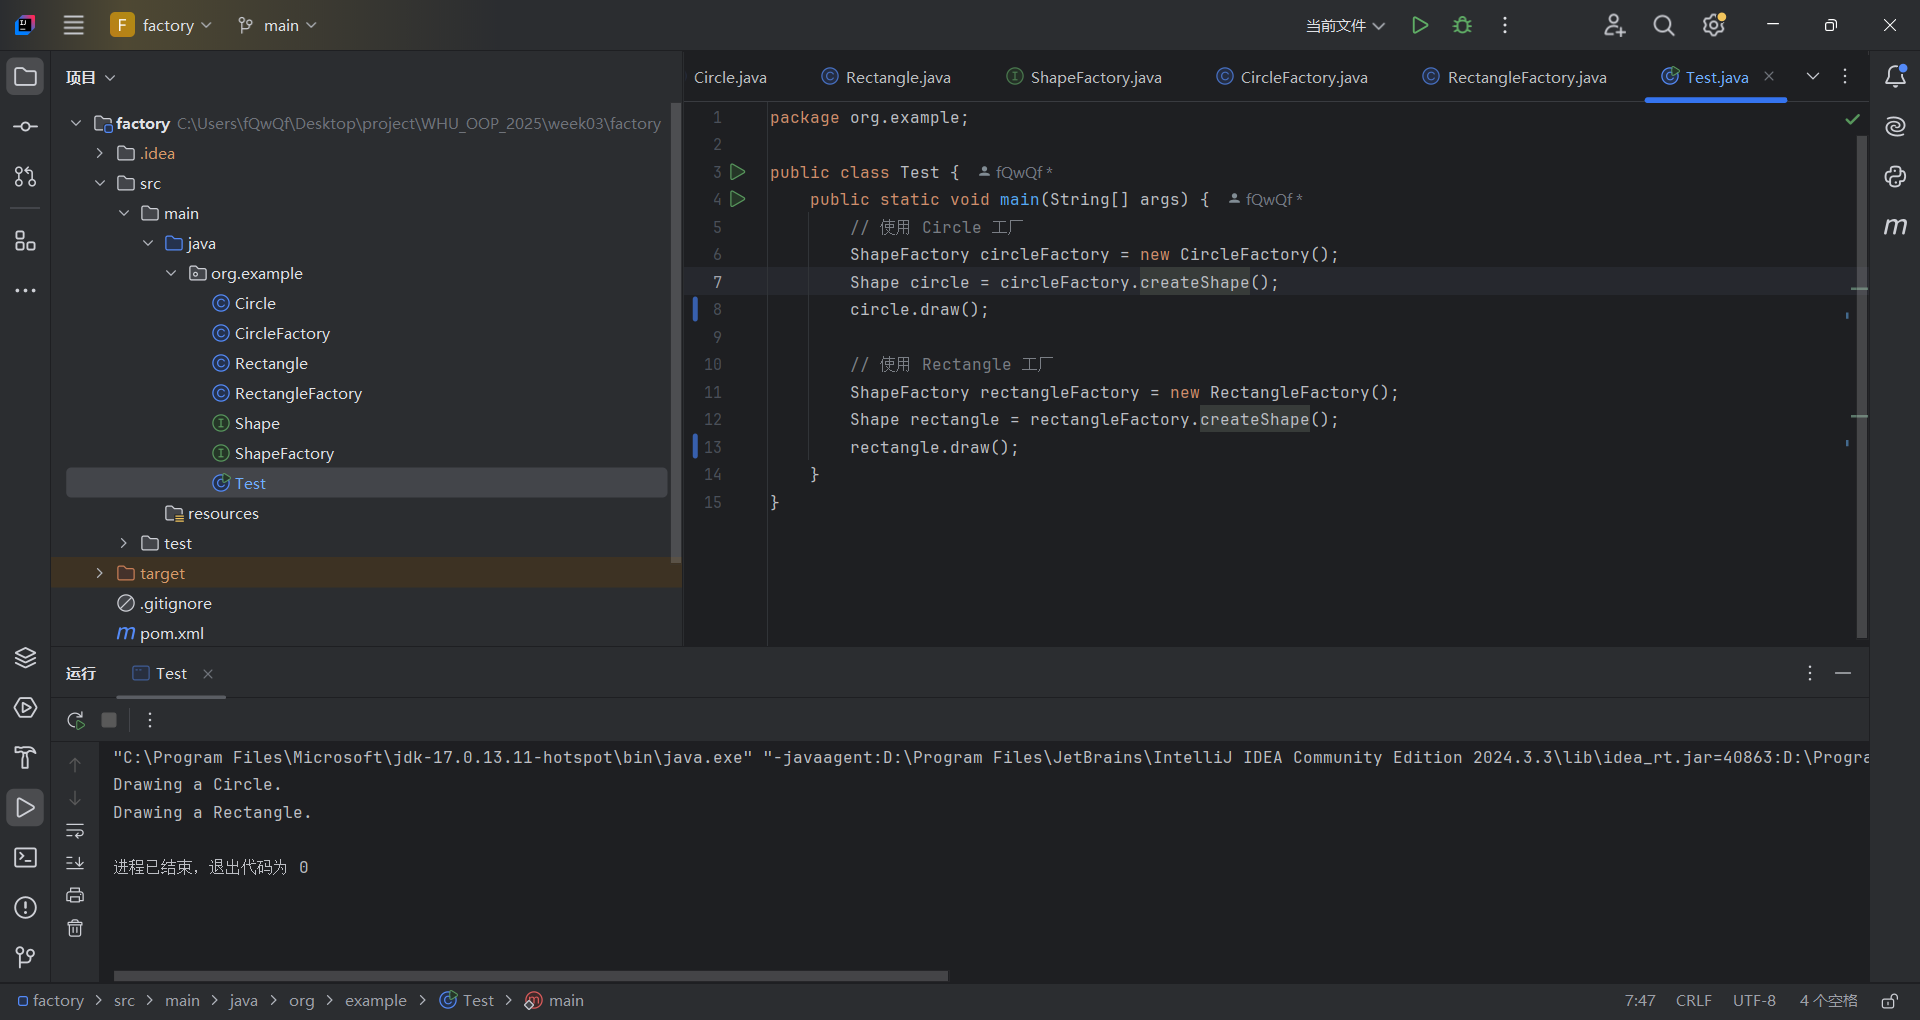 F factory main 当前文件
项目
factory C:\Users\fQwQf\Desktop\project\WHU_OOP_2025\week03\factory
.idea
src
main
java
org.example
Circle
CircleFactory
Rectangle
RectangleFactory
Shape
ShapeFactory
Test
resources
test
target
.gitignore
pom.xml
Circle.java Rectangle.java ShapeFactory.java CircleFactory.java RectangleFactory.java Test.java
1 package org.example;
2
3 public class Test { fQwQf *
4 public static void main(String[] args) { fQwQf *
5 // 使用 Circle 工厂
6 ShapeFactory circleFactory = new CircleFactory();
7 Shape circle = circleFactory.createShape();
8 circle.draw();
9
10 // 使用 Rectangle 工厂
11 ShapeFactory rectangleFactory = new RectangleFactory();
12 Shape rectangle = rectangleFactory.createShape();
13 rectangle.draw();
14 }
15 }
运行 Test
"C:\Program Files\Microsoft\jdk-17.0.13.11-hotspot\bin\java.exe" "-javaagent:D:\Program Files\JetBrains\IntelliJ IDEA Community Edition 2024.3.3\lib\idea_rt.jar=40863:D:\Progra
Drawing a Circle.
Drawing a Rectangle.
进程已结束，退出代码为 0
factory > src > main > java > org > example > Test > main 7:47 CRLF UTF-8 4 个空格